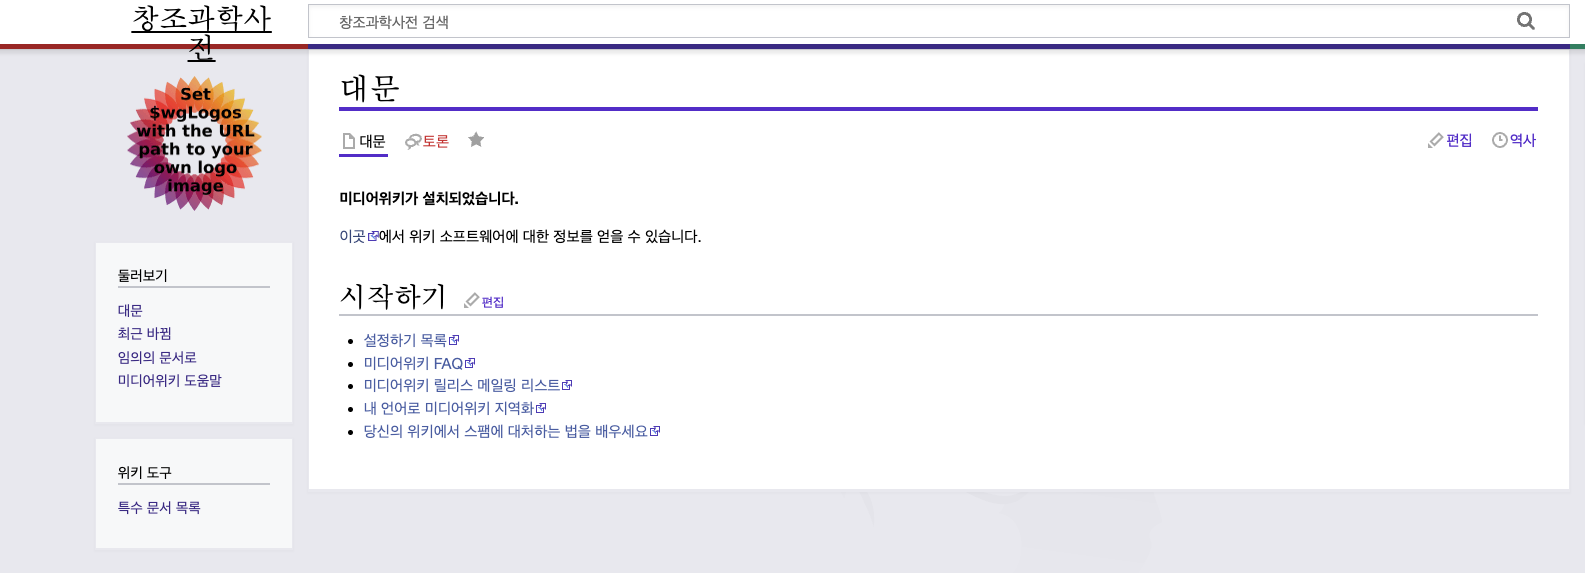 창조과학사
전
창조과학사전 검색
Set
$wgLogos
with the URL
path to your
own logo
image
대문
대문 토론 편집 역사
미디어위키가 설치되었습니다.
이곳에서 위키 소프트웨어에 대한 정보를 얻을 수 있습니다.
시작하기 편집
설정하기 목록
미디어위키 FAQ
미디어위키 릴리스 메일링 리스트
내 언어로 미디어위키 지역화
당신의 위키에서 스팸에 대처하는 법을 배우세요
둘러보기
대문
최근 바뀜
임의의 문서로
미디어위키 도움말
위키 도구
특수 문서 목록